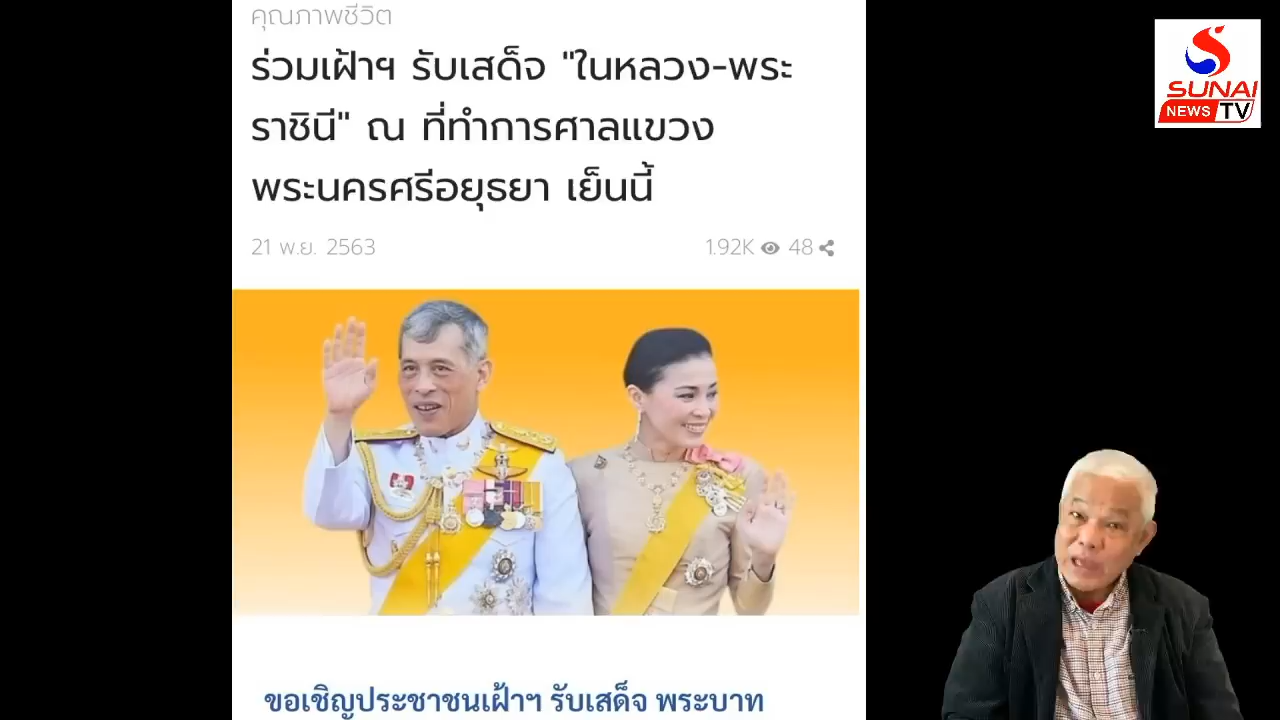 คุณภาพชีวิต
ร่วมเฝ้าฯ รับเสด็จ "ในหลวง-พระ
ราชินี" ณ ที่ทำการศาลแขวง
พระนครศรีอยุธยา เย็นนี้
21 พ.ย. 2563
1.92K 48
ขอเชิญประชาชนเฝ้าฯ รับเสด็จ พระบาท
SUNAI
NEWS TV